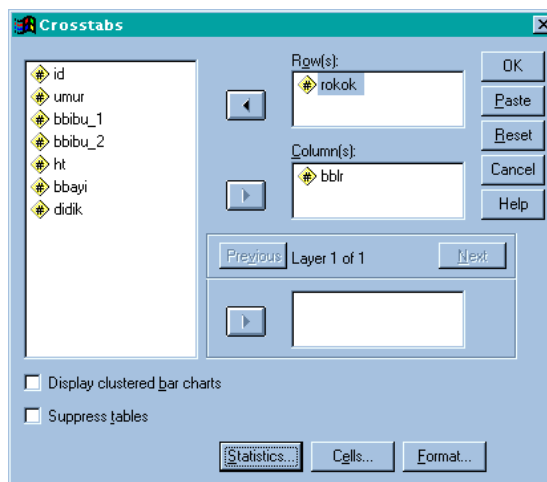 Crosstabs
id
umur
bbibu_1
bbibu_2
ht
bbayi
didik
Row(s):
rokok
Column(s):
bblr
OK
Paste
Reset
Cancel
Help
Previous Layer 1 of 1 Next
Display clustered bar charts
Suppress tables
Statistics... Cells... Format...